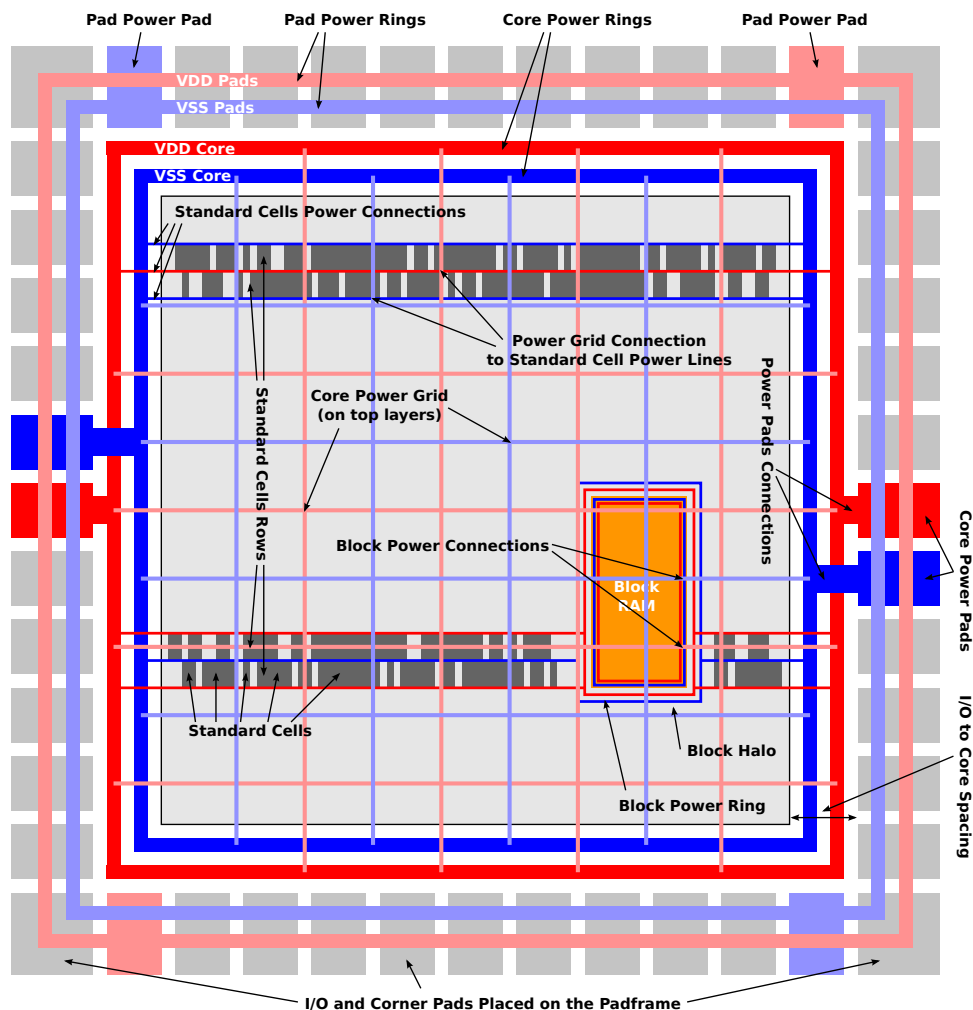 Pad Power Pad
Pad Power Rings
Core Power Rings
Pad Power Pad
VDD Pads
VSS Pads
VDD Core
VSS Core
Standard Cells Power Connections
Power Grid Connection
to Standard Cell Power Lines
Core Power Grid
(on top layers)
Standard Cells Rows
Power Pads Connections
Block Power Connections
Block
RAM
Core Power Pads
Standard Cells
Block Halo
Block Power Ring
I/O to Core Spacing
I/O and Corner Pads Placed on the Padframe